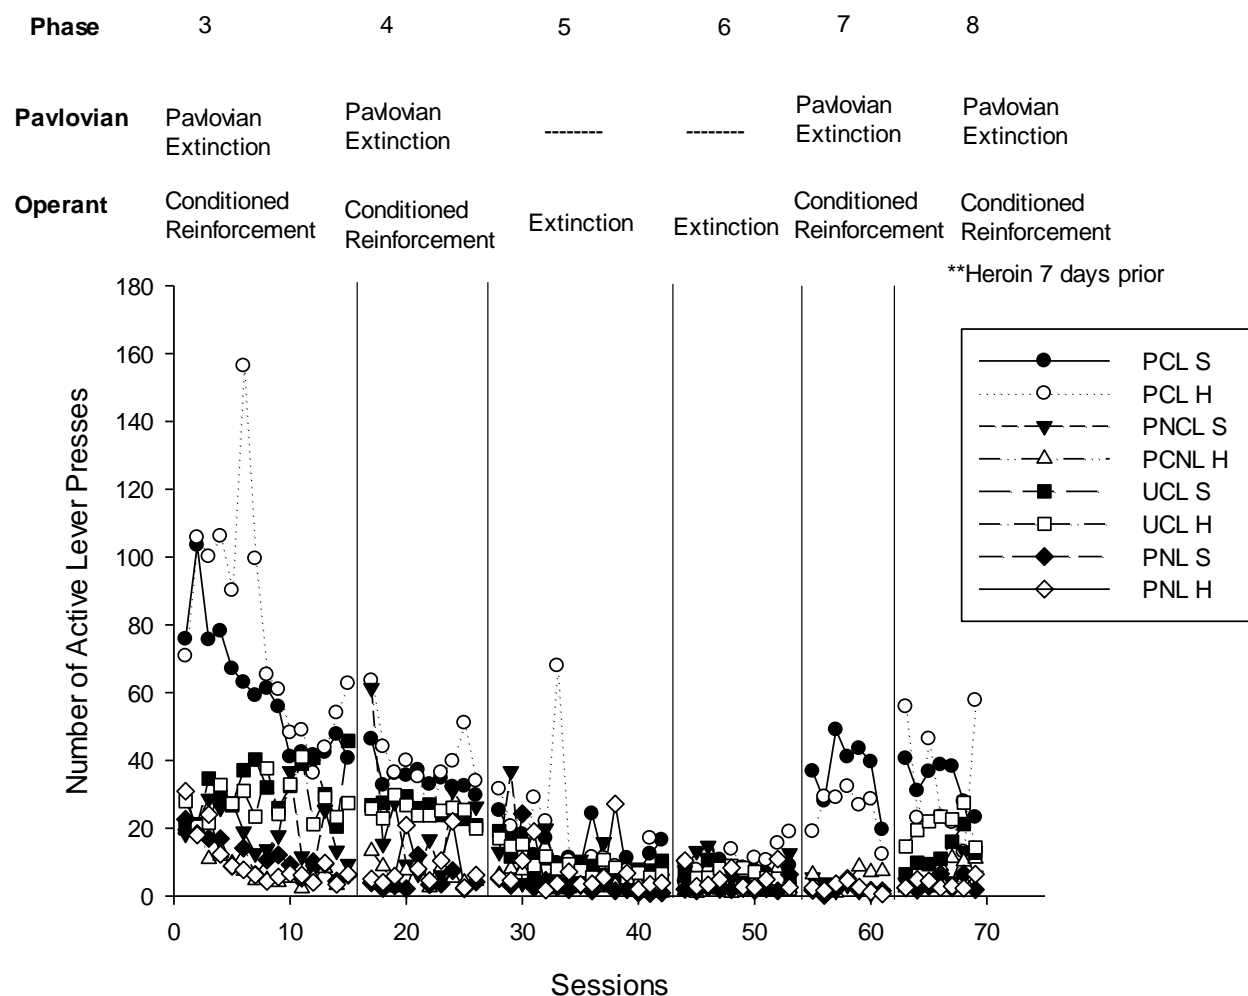 Phase 3 4 5 6 7 8
Pavlovian
Pavlovian
Extinction
Pavlovian
Extinction
--------
--------
Pavlovian
Extinction
Pavlovian
Extinction
Operant
Conditioned
Reinforcement
Conditioned
Reinforcement
Extinction
Extinction
Conditioned
Reinforcement
Conditioned
Reinforcement
**Heroin 7 days prior
180
160
140
120
100
80
60
40
20
0
Number of Active Lever Presses
PCL S
PCL H
PNCL S
PCNL H
UCL S
UCL H
PNL S
PNL H
0 10 20 30 40 50 60 70
Sessions